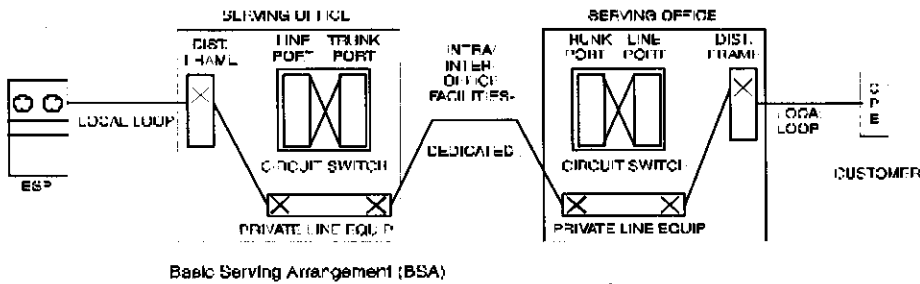 SERVING OFFICE
SERVING OFFICE
DIST. FRAME
LINE PORT
TRUNK PORT
INTRA/
INTER
OFFICE
FACILITIES-
TRUNK PORT
LINE PORT
DIST. FRAME
LOCAL LOOP
DEDICATED
LOCAL
LOOP
CPE
ESP
CIRCUIT SWITCH
CIRCUIT SWITCH
CUSTOMER
PRIVATE LINE EQUIP
PRIVATE LINE EQUIP
Basic Serving Arrangement (BSA)